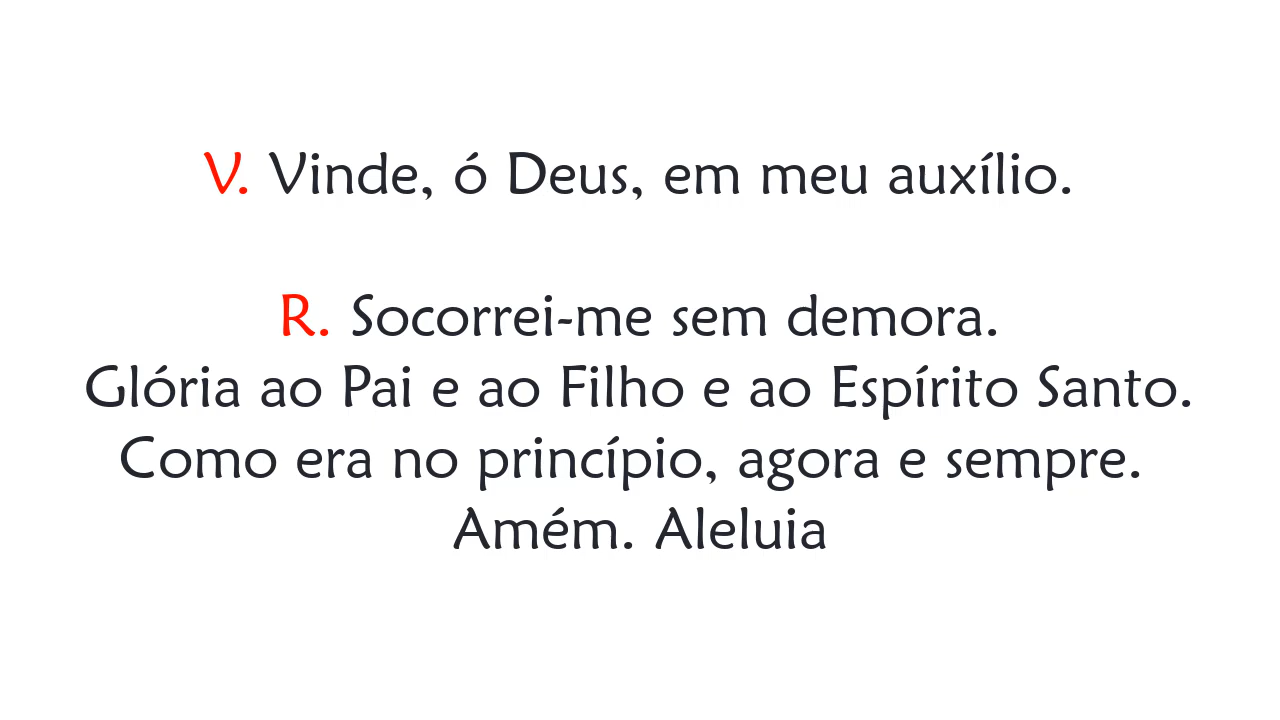 V. Vinde, ó Deus, em meu auxílio.
R. Socorrei-me sem demora.
Glória ao Pai e ao Filho e ao Espírito Santo.
Como era no princípio, agora e sempre.
Amém. Aleluia